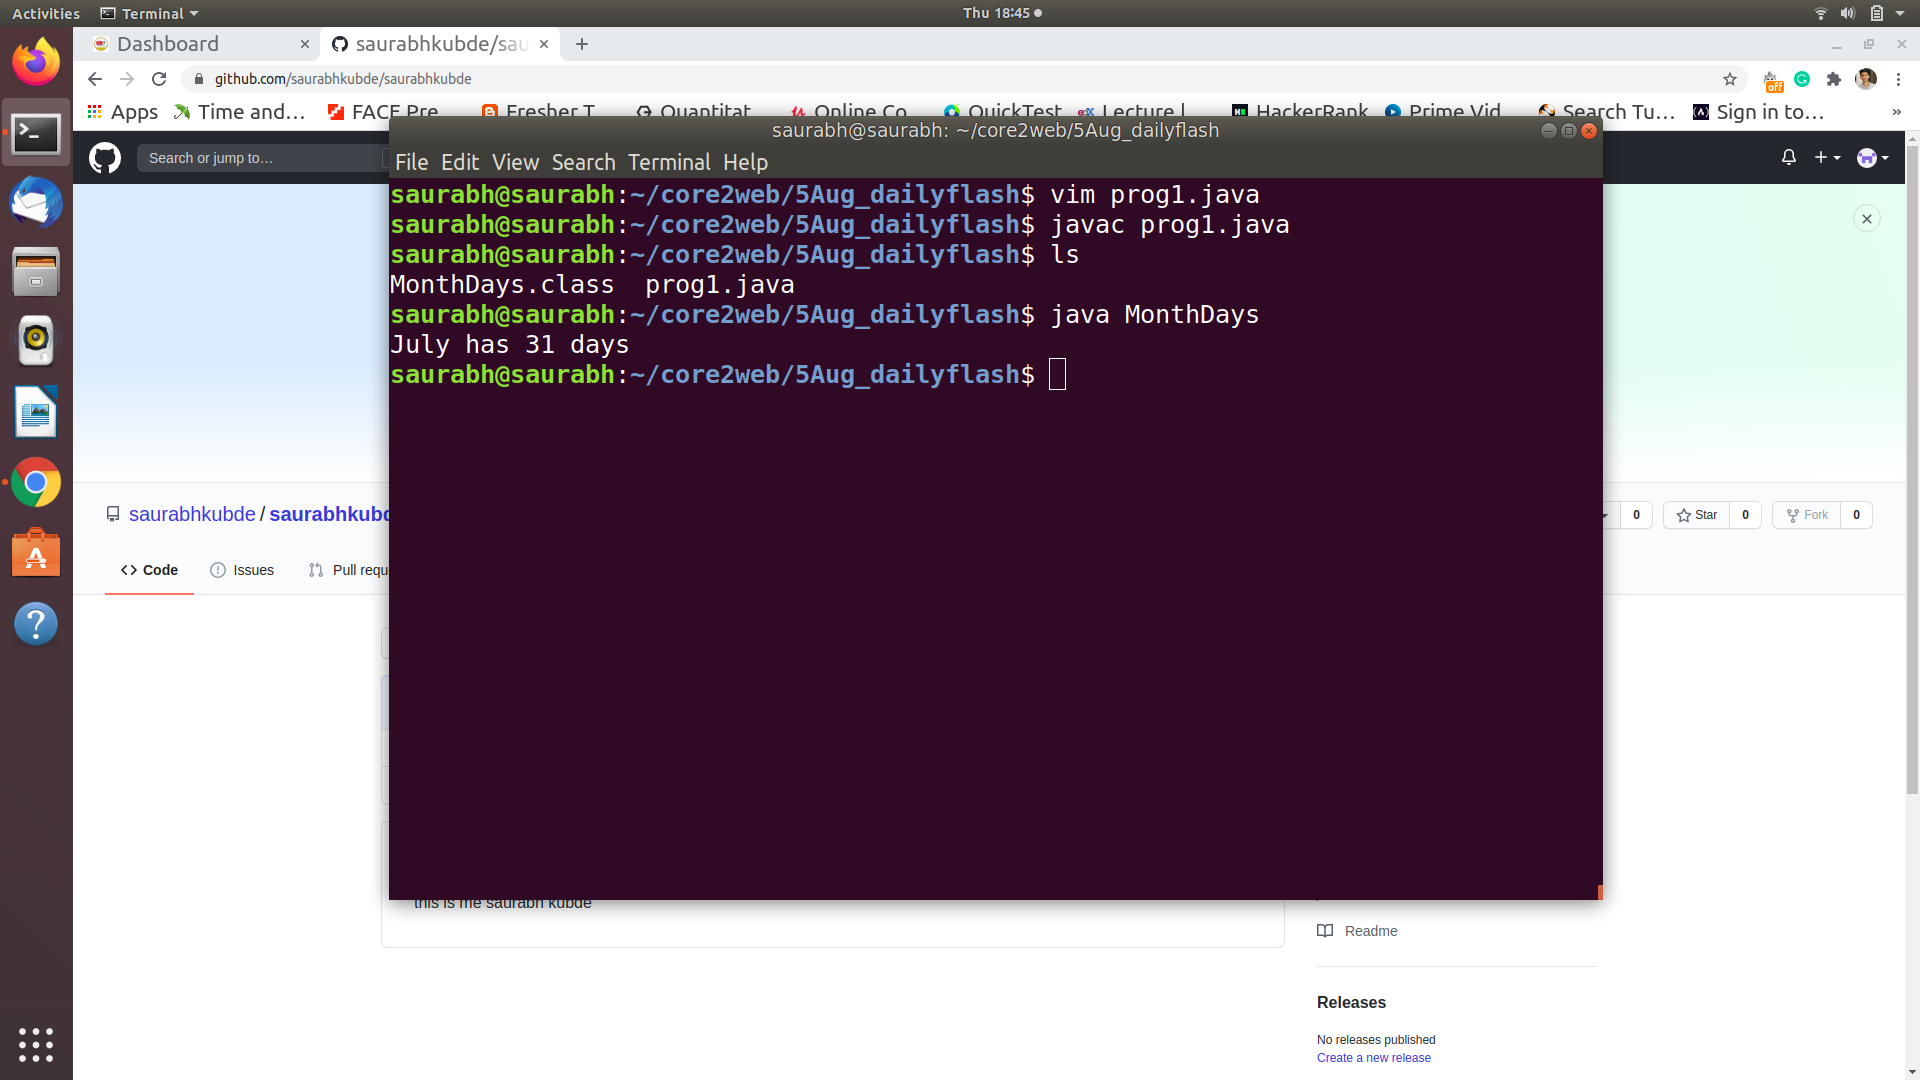 Activities Terminal Thu 18:45
Dashboard saurabhkubde/sau
github.com/saurabhkubde/saurabhkubde
off
Apps Time and... FACE Pre Fresher T Quantitat Online Co QuickTest Lecture | HackerRank Prime Vid Search Tu... Sign in to... »
saurabh@saurabh: ~/core2web/5Aug_dailyflash
Search or jump to...
File Edit View Search Terminal Help
saurabh@saurabh:~/core2web/5Aug_dailyflash$ vim prog1.java
saurabh@saurabh:~/core2web/5Aug_dailyflash$ javac prog1.java
saurabh@saurabh:~/core2web/5Aug_dailyflash$ ls
MonthDays.class prog1.java
saurabh@saurabh:~/core2web/5Aug_dailyflash$ java MonthDays
July has 31 days
saurabh@saurabh:~/core2web/5Aug_dailyflash$
saurabhkubde / saurabhkubd 0 Star 0 Fork 0
Code Issues Pull requ
this is me saurabh kubde
Readme
Releases
No releases published
Create a new release